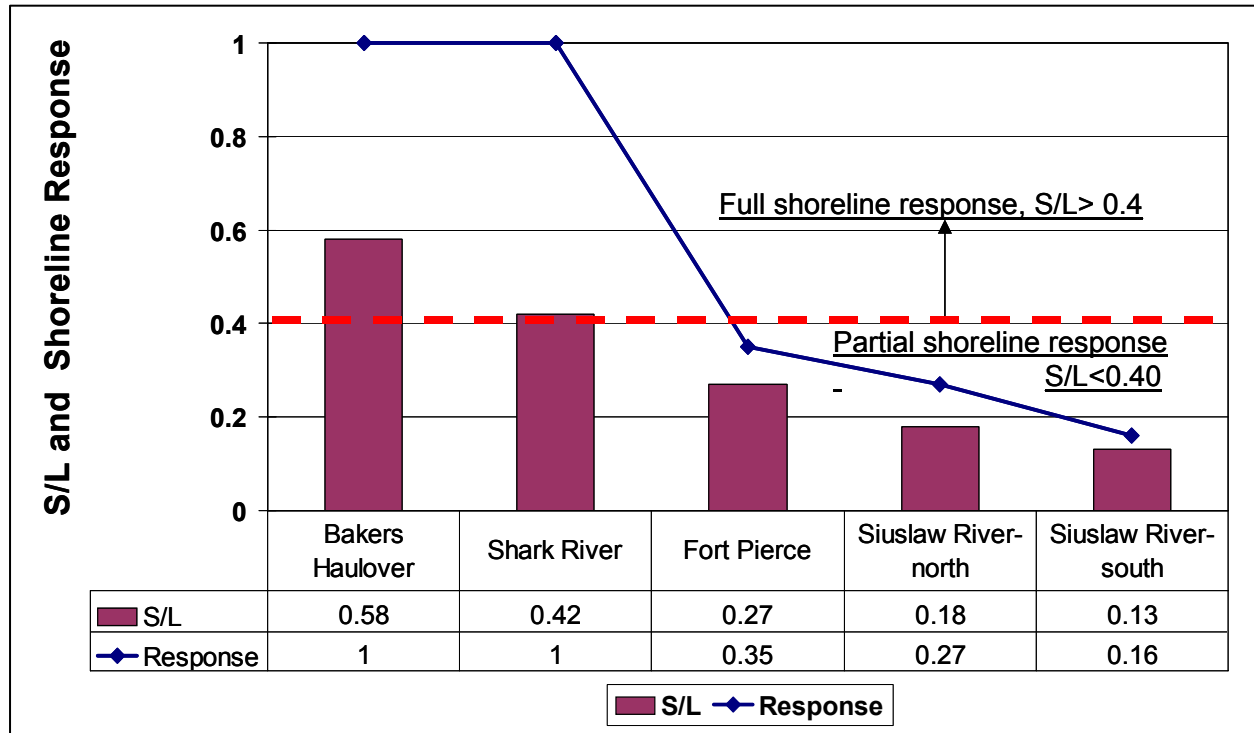 S/L and Shoreline Response
1
0.8
0.6
0.4
0.2
0
Full shoreline response, S/L> 0.4
Partial shoreline response
S/L<0.40
-
Bakers Haulover Shark River Fort Pierce Siuslaw River-north Siuslaw River-south
S/L 0.58 0.42 0.27 0.18 0.13
Response 1 1 0.35 0.27 0.16
S/L Response